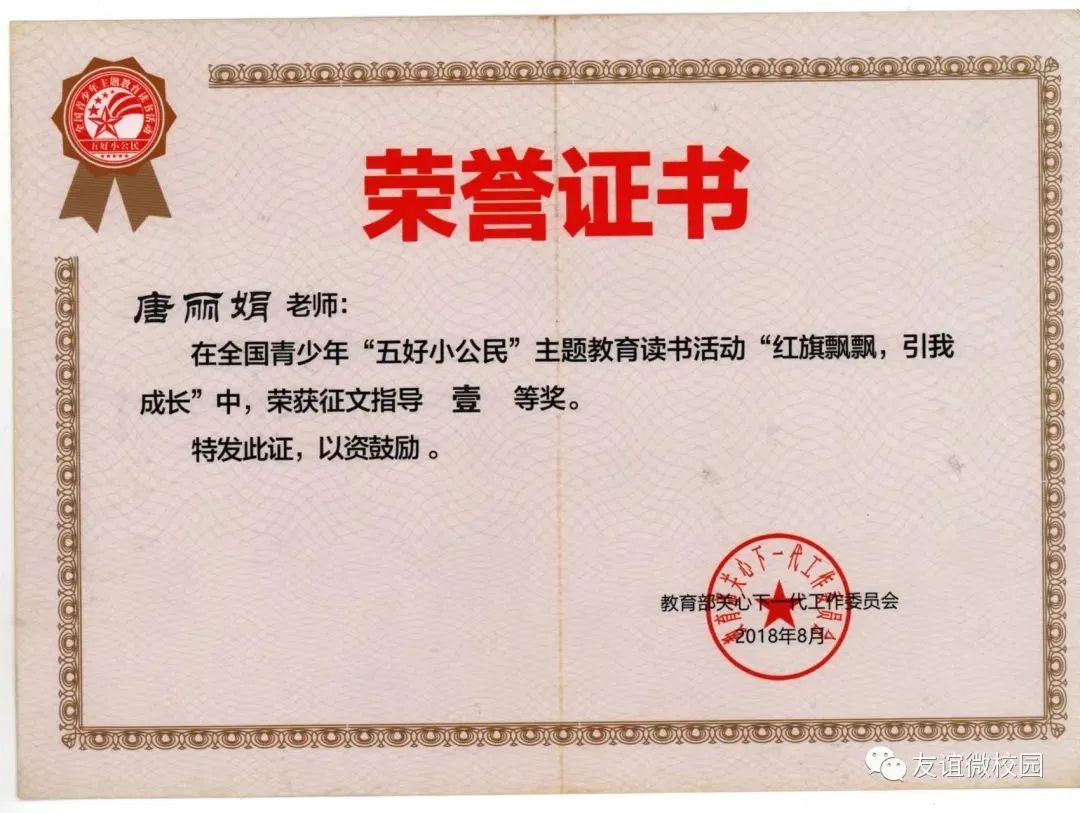 全国青少年主题教育读书活动
五好小公民
荣誉证书
唐丽娟 老师：
在全国青少年“五好小公民”主题教育读书活动“红旗飘飘，引我
成长”中，荣获征文指导 壹 等奖。
特发此证，以资鼓励。
教育部关心下一代工作委员会
教育部关心下一代工作委员会
2018年8月
友谊微校园